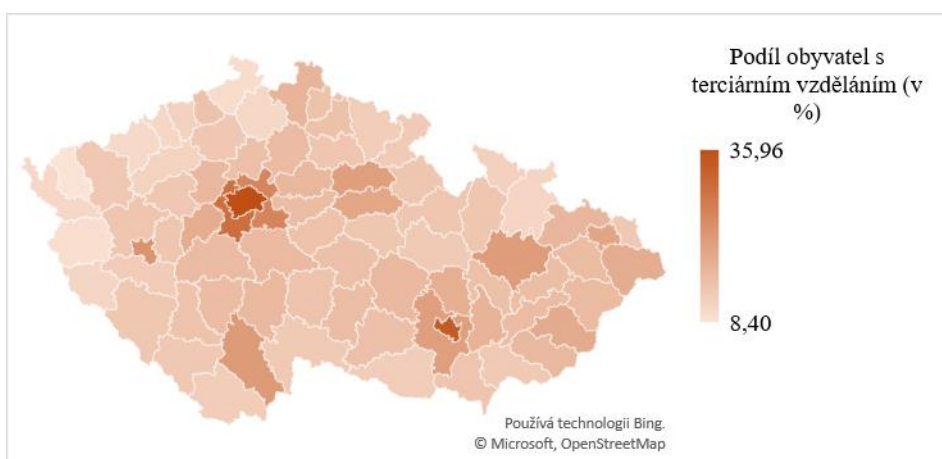 Podíl obyvatel s
terciárním vzděláním (v
%)
35,96
8,40
Používá technologii Bing.
© Microsoft, OpenStreetMap